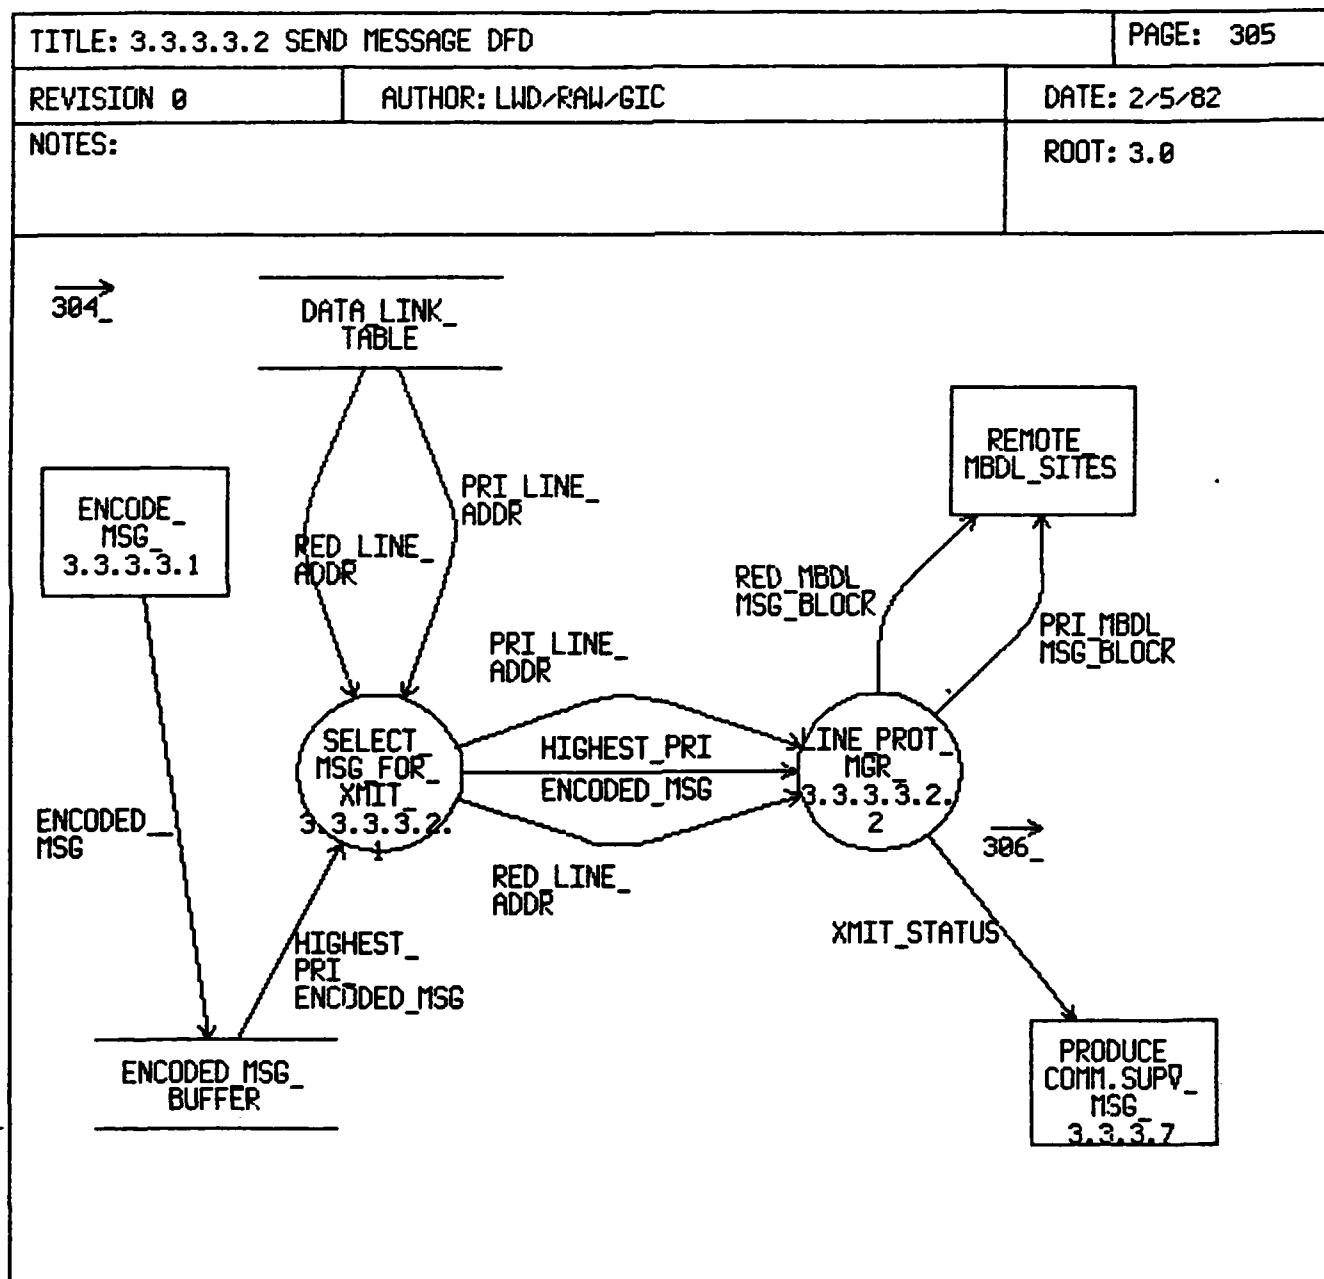 TITLE: 3.3.3.3.2 SEND MESSAGE DFD
PAGE: 305
REVISION 0
AUTHOR: LWD/RAW/GIC
DATE: 2/5/82
NOTES:
ROOT: 3.0
304_
DATA_LINK_
TABLE
REMOTE_
MBDL_SITES
ENCODE_
MSG_
3.3.3.3.1
PRI_LINE_
ADDR
RED_LINE_
ADDR
RED_MBDL
MSG_BLOCK
PRI_MBDL
MSG_BLOCK
PRI_LINE_
ADDR
SELECT_
MSG_FOR_
XMIT_
3.3.3.3.2.
1
HIGHEST_PRI
ENCODED_MSG
LINE_PROT_
MGR_
3.3.3.3.2.
2
ENCODED_
MSG
306_
RED_LINE_
ADDR
XMIT_STATUS
HIGHEST_
PRI_
ENCODED_MSG
ENCODED_MSG_
BUFFER
PRODUCE_
COMM.SUPV_
MSG_
3.3.3.7